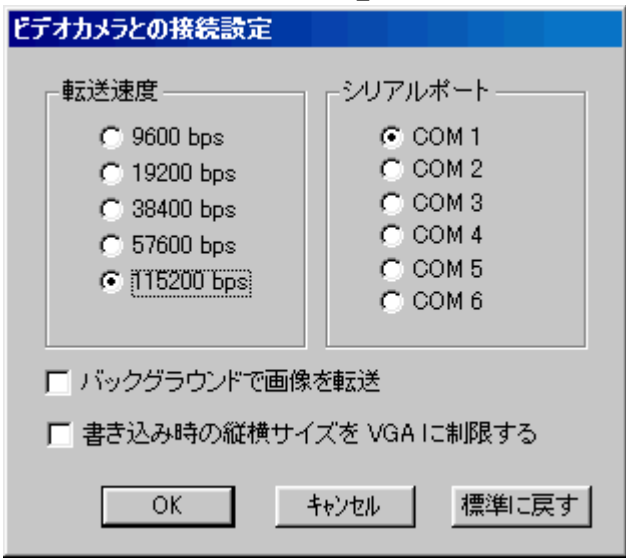 ビデオカメラとの接続設定
転送速度
9600 bps
19200 bps
38400 bps
57600 bps
115200 bps
シリアルポート
COM 1
COM 2
COM 3
COM 4
COM 5
COM 6
バックグラウンドで画像を転送
書き込み時の縦横サイズを VGA に制限する
OK
キャンセル
標準に戻す